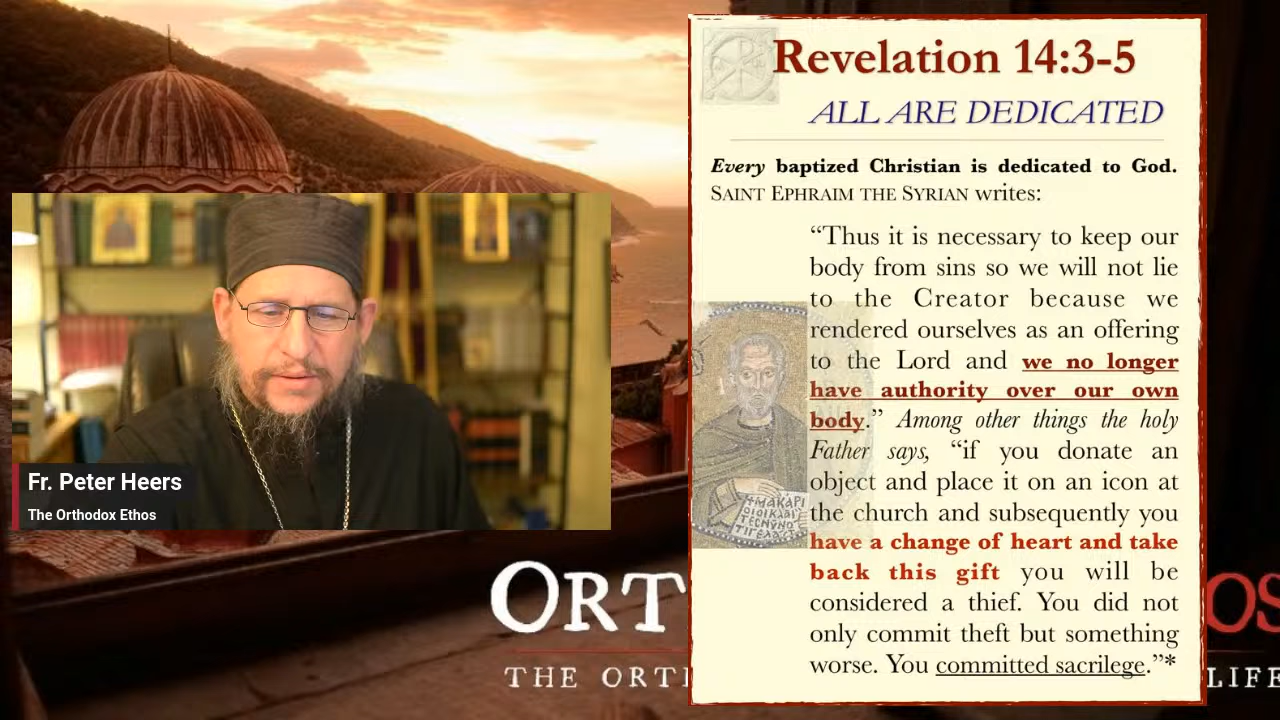 Revelation 14:3-5
ALL ARE DEDICATED
Every baptized Christian is dedicated to God.
SAINT EPHRAIM THE SYRIAN writes:
“Thus it is necessary to keep our
body from sins so we will not lie
to the Creator because we
rendered ourselves as an offering
to the Lord and we no longer
have authority over our own
body.” Among other things the holy
Father says, “if you donate an
object and place it on an icon at
the church and subsequently you
have a change of heart and take
back this gift you will be
considered a thief. You did not
only commit theft but something
worse. You committed sacrilege.”*
Fr. Peter Heers
The Orthodox Ethos
ORT
OS
THE ORT
LIFE